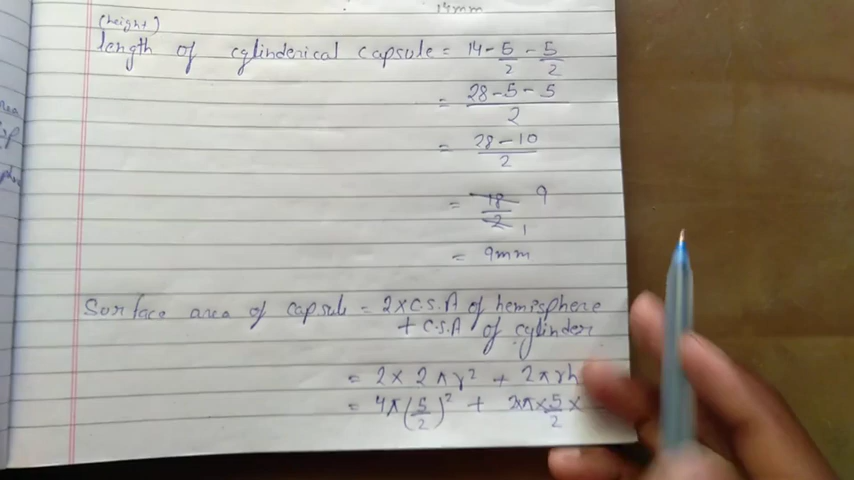 14mm
(height)
length of cylinderical capsule = 14 - 5/2 - 5/2
= 28 - 5 - 5 / 2
= 28 - 10 / 2
= 18/2 9 1
= 9mm
Surface area of capsule = 2 x C.S.A of hemisphere
+ C.S.A of cylinder
= 2 x 2πr² + 2πrh
= 4π(5/2)² + 2π x 5/2 x